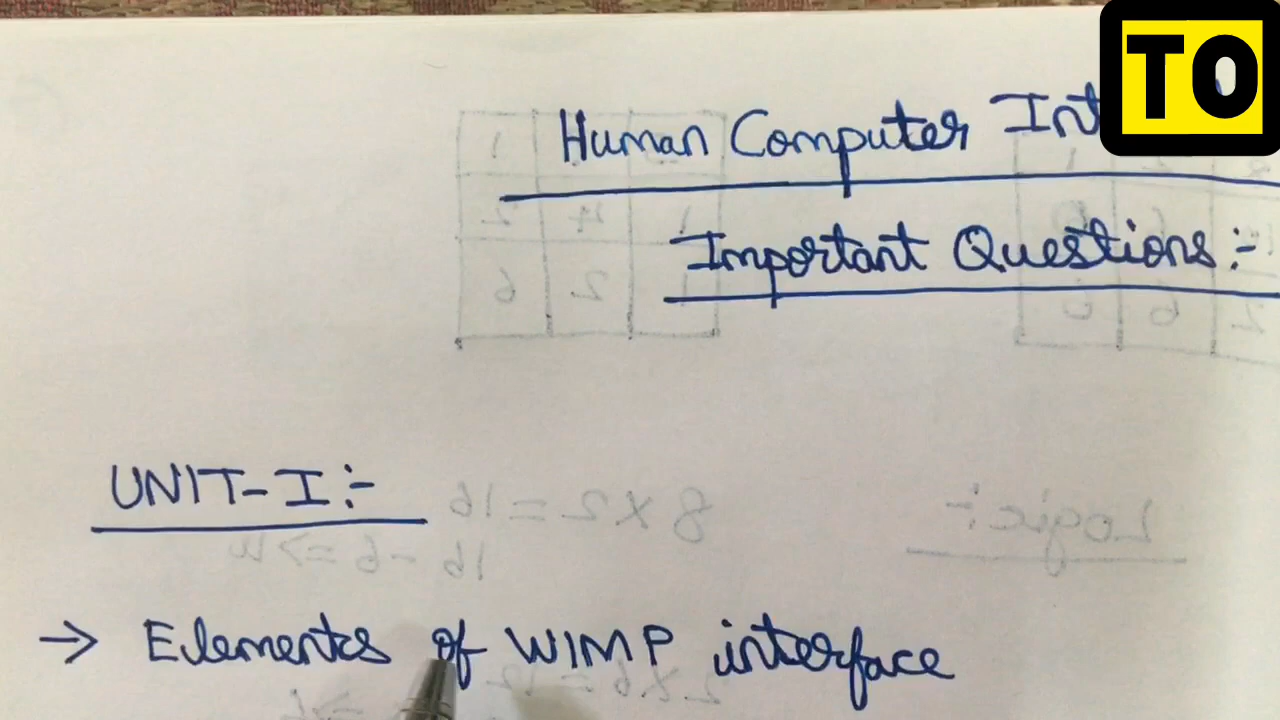 TO
Human Computer Int
Important Questions :-
UNIT-I :-
→ Elements of WIMP interface